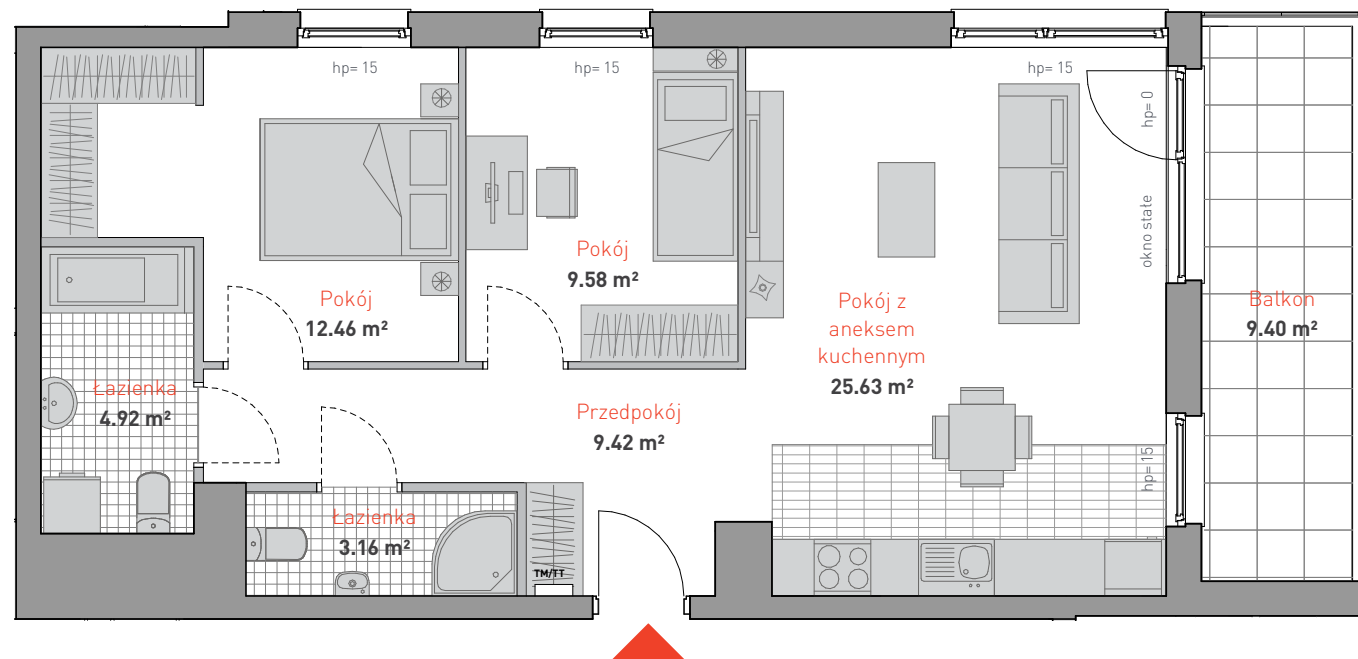 hp= 15
hp= 15
hp= 15
hp= 0
okno stałe
Pokój
9.58 m²
Pokój
12.46 m²
Pokój z
aneksem
kuchennym
25.63 m²
Balkon
9.40 m²
Łazienka
4.92 m²
Przedpokój
9.42 m²
hp= 15
Łazienka
3.16 m²
TM/TT